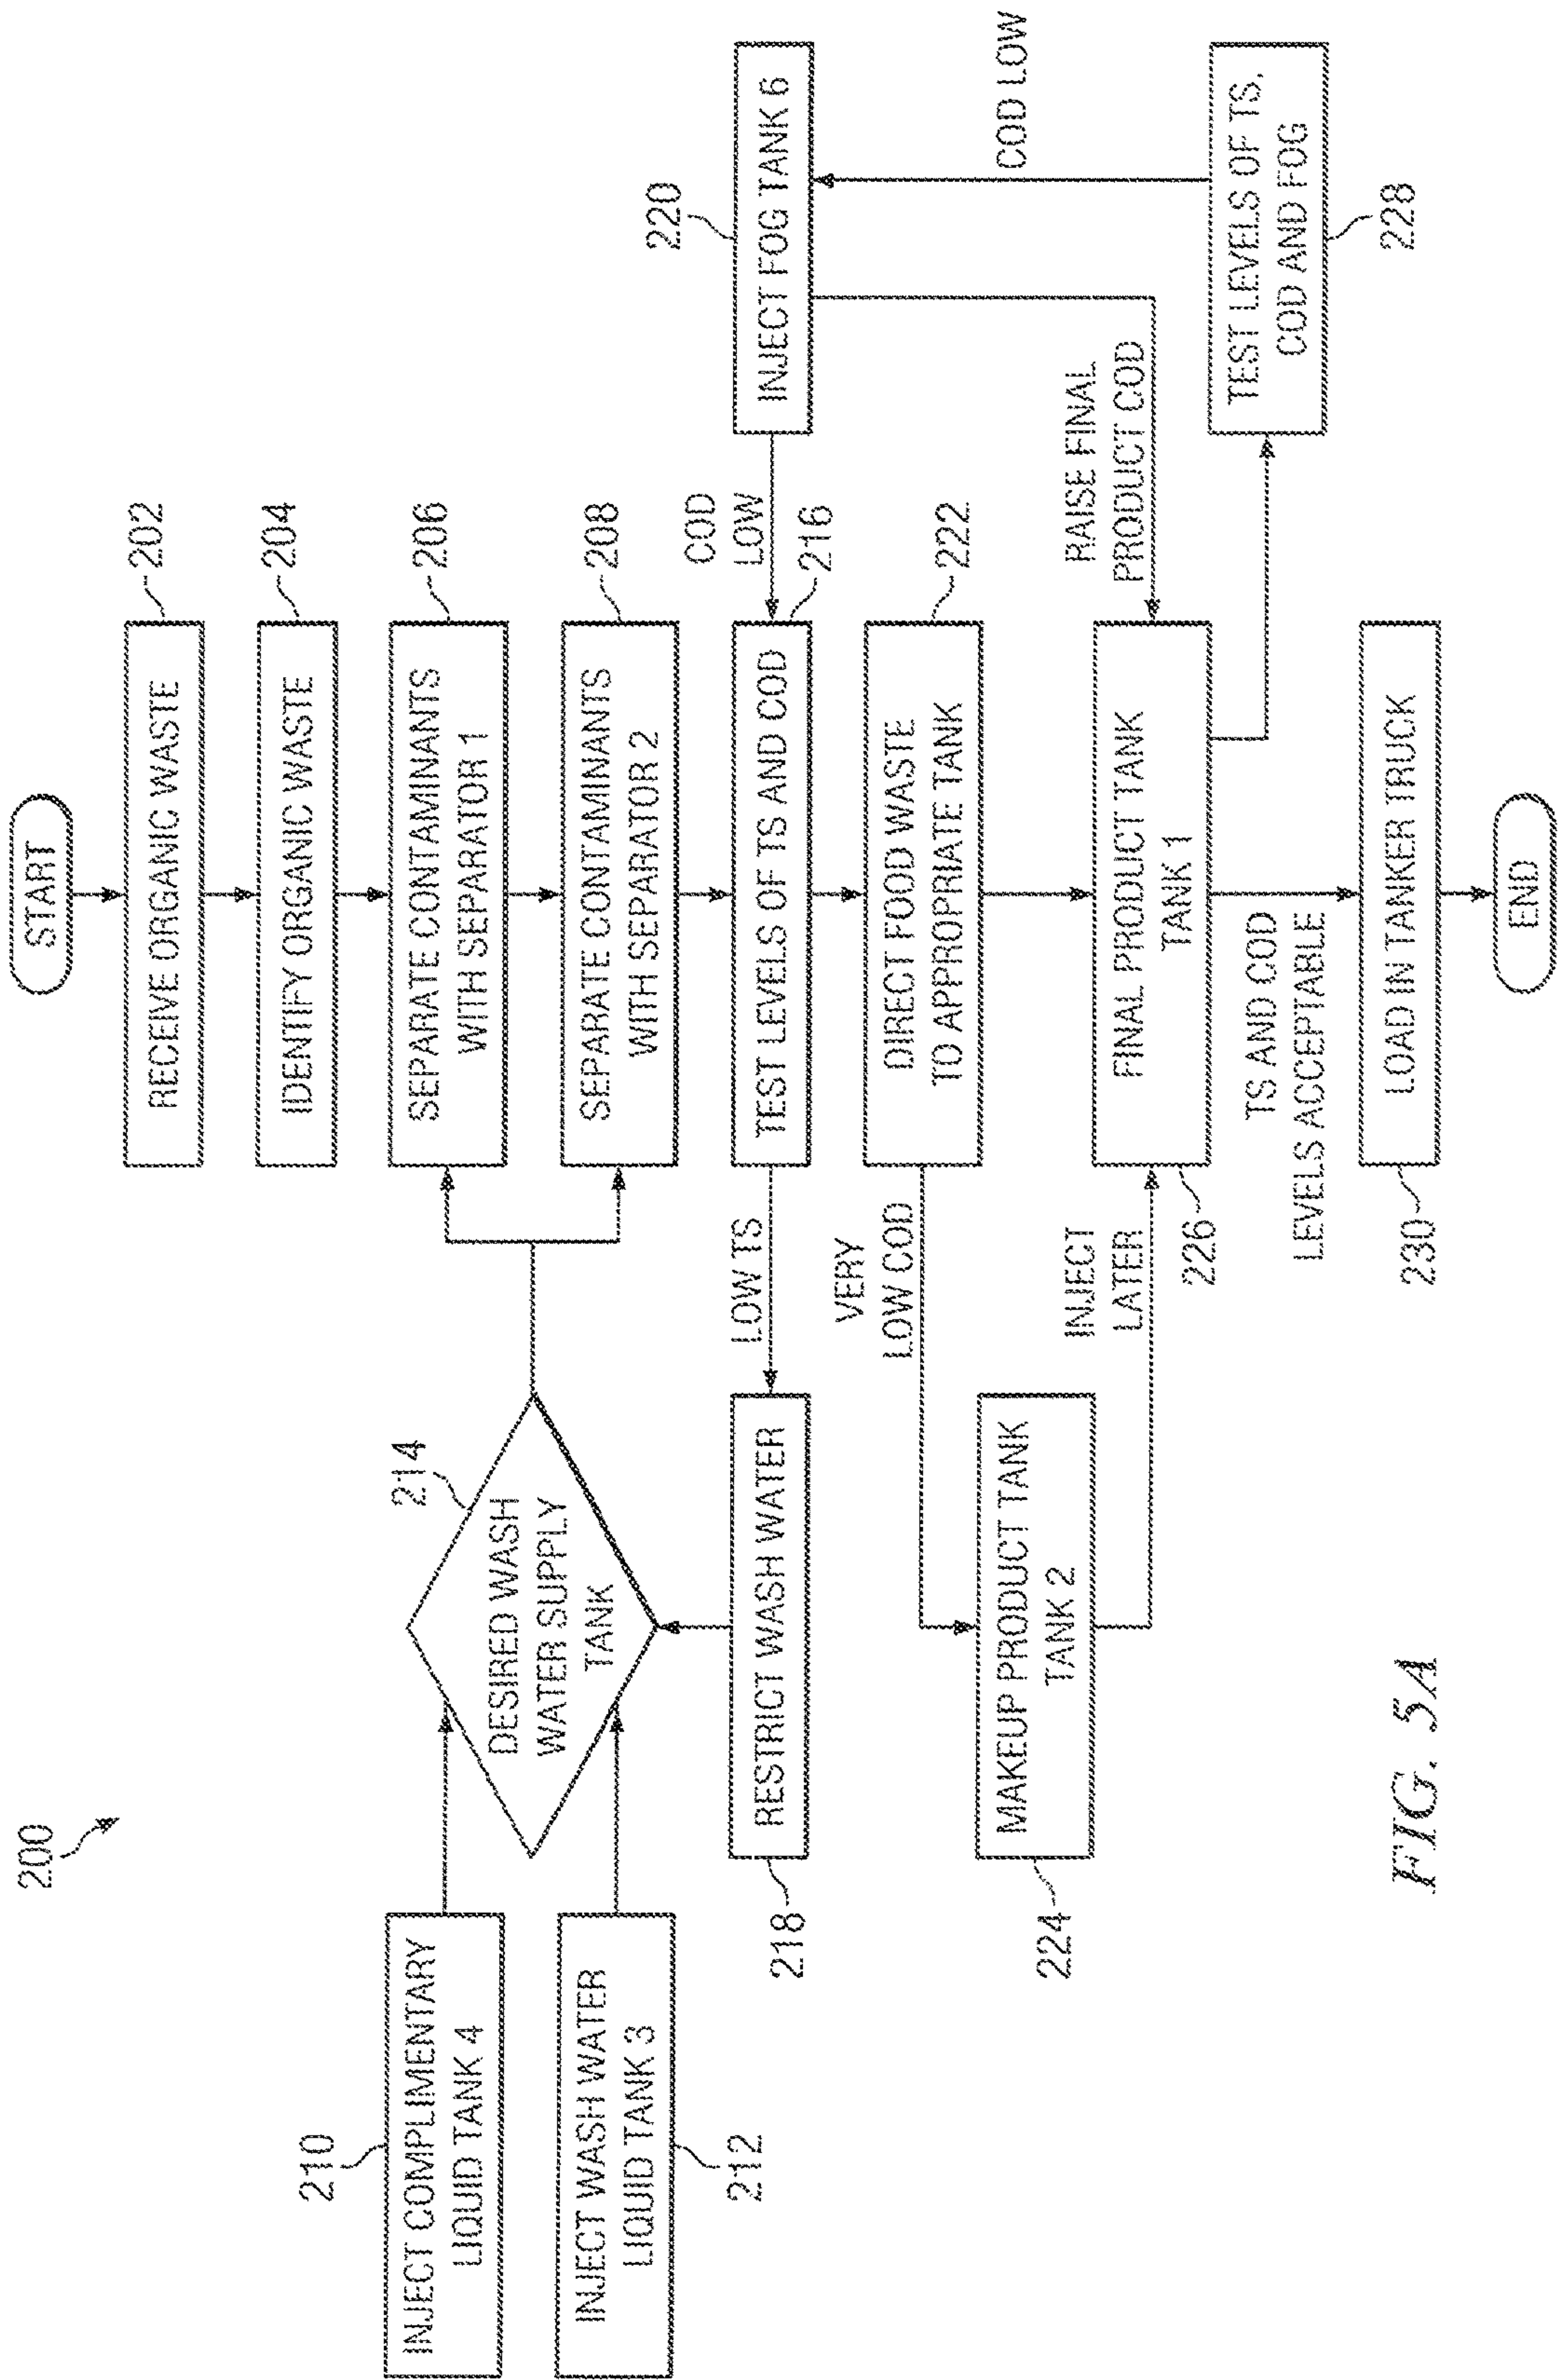 200
START
RECEIVE ORGANIC WASTE
202
IDENTIFY ORGANIC WASTE
204
SEPARATE CONTAMINANTS
WITH SEPARATOR 1
206
SEPARATE CONTAMINANTS
WITH SEPARATOR 2
208
210
INJECT COMPLIMENTARY
LIQUID TANK 4
INJECT WASH WATER
LIQUID TANK 3
212
214
DESIRED WASH
WATER SUPPLY
TANK
TEST LEVELS OF TS AND COD
216
LOW TS
RESTRICT WASH WATER
218
COD
LOW
220
INJECT FOG TANK 6
DIRECT FOOD WASTE
TO APPROPRIATE TANK
222
VERY
LOW COD
MAKEUP PRODUCT TANK
TANK 2
224
INJECT
LATER
FINAL PRODUCT TANK
TANK 1
226
RAISE FINAL
PRODUCT COD
COD LOW
TEST LEVELS OF TS,
COD AND FOG
228
TS AND COD
LEVELS ACCEPTABLE
LOAD IN TANKER TRUCK
230
END
FIG. 5A